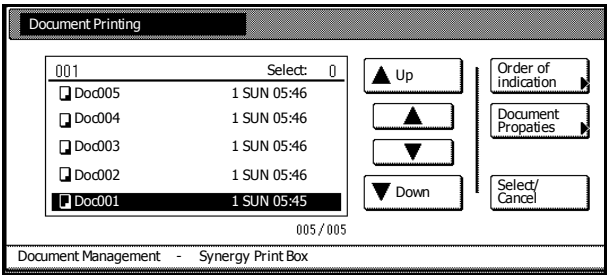 Document Printing
001 Select: 0
Doc005 1 SUN 05:46
Doc004 1 SUN 05:46
Doc003 1 SUN 05:46
Doc002 1 SUN 05:46
Doc001 1 SUN 05:45
005/005
Up
Down
Order of
indication
Document
Propaties
Select/
Cancel
Document Management - Synergy Print Box